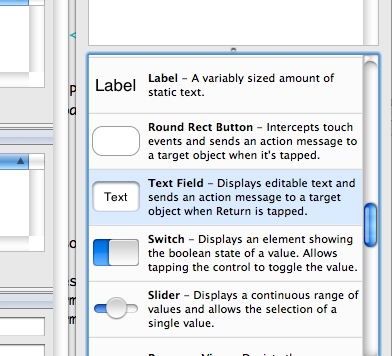 Label
Label – A variably sized amount of
static text.
Round Rect Button – Intercepts touch
events and sends an action message to
a target object when it's tapped.
Text
Text Field – Displays editable text and
sends an action message to a target
object when Return is tapped.
Switch – Displays an element showing
the boolean state of a value. Allows
tapping the control to toggle the value.
Slider – Displays a continuous range of
values and allows the selection of a
single value.